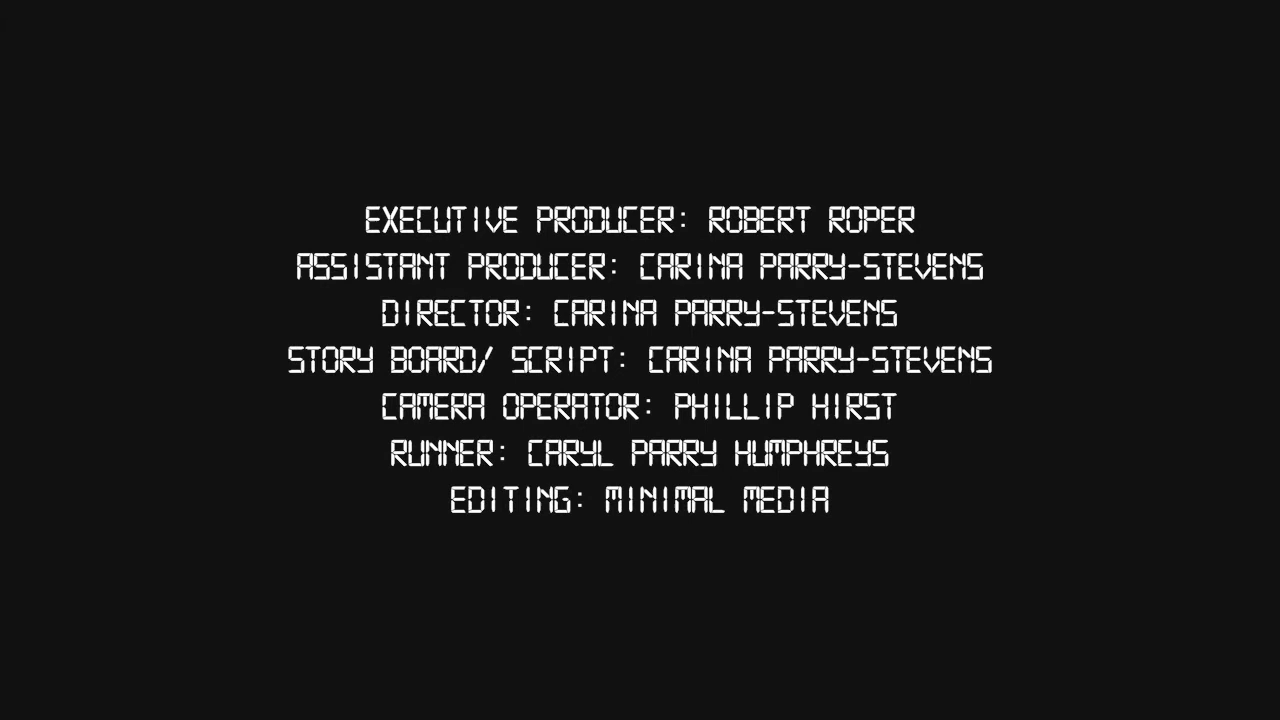 EXECUTIVE PRODUCER: ROBERT ROPER
ASSISTANT PRODUCER: CARINA PARRY-STEVENS
DIRECTOR: CARINA PARRY-STEVENS
STORY BOARD/ SCRIPT: CARINA PARRY-STEVENS
CAMERA OPERATOR: PHILLIP HIRST
RUNNER: CARYL PARRY HUMPHREYS
EDITING: MINIMAL MEDIA